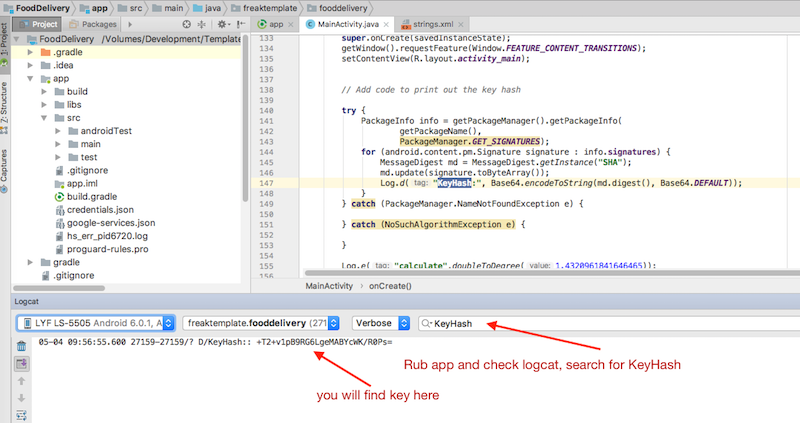 FoodDelivery app src main java freaktemplate fooddelivery
Project Packages
app MainActivity.java strings.xml
1: Project
Z: Structure
Captures
FoodDelivery /Volumes/Development/Template
.gradle
.idea
app
build
libs
src
androidTest
main
test
.gitignore
app.iml
build.gradle
credentials.json
google-services.json
hs_err_pid6720.log
proguard-rules.pro
gradle
.gitignore
133 super.onCreate(savedInstanceState);
134 getWindow().requestFeature(Window.FEATURE_CONTENT_TRANSITIONS);
135 setContentView(R.layout.activity_main);
136
137
138 // Add code to print out the key hash
139
140 try {
141 PackageInfo info = getPackageManager().getPackageInfo(
142 getPackageName(),
143 PackageManager.GET_SIGNATURES);
144 for (android.content.pm.Signature signature : info.signatures) {
145 MessageDigest md = MessageDigest.getInstance("SHA");
146 md.update(signature.toByteArray());
147 Log.d( tag: "KeyHash:", Base64.encodeToString(md.digest(), Base64.DEFAULT));
148 }
149 } catch (PackageManager.NameNotFoundException e) {
150
151 } catch (NoSuchAlgorithmException e) {
152
153 }
154
155 Log.e( tag: "calculate",doubleToDegree( value: 1.4320961841646465));
156
MainActivity onCreate()
Logcat
LYF LS-5505 Android 6.0.1, A freaktemplate.fooddelivery (271 Verbose KeyHash
05-04 09:56:55.600 27159-27159/? D/KeyHash:: +T2+v1pB9RG6LgeMABYcWK/R0Ps=
Rub app and check logcat, search for KeyHash
you will find key here